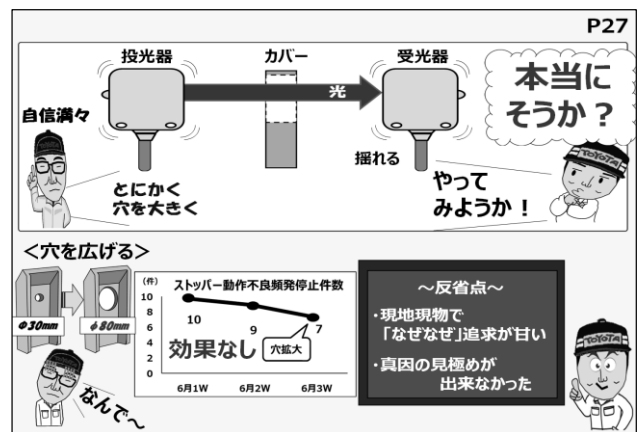 P27
投光器
カバー
受光器
光
本当に
そうか？
自信満々
TOYOTA
揺れる
とにかく
穴を大きく
やって
みようか！
＜穴を広げる＞
Φ30mm
φ80mm
(件)
ストッパー動作不良頻発停止件数
10
8
6
4
2
0
10
9
7
効果なし
穴拡大
6月1W
6月2W
6月3W
なんで～
～反省点～
・現地現物で
「なぜなぜ」追求が甘い
・真因の見極めが
出来なかった
TOYOTA